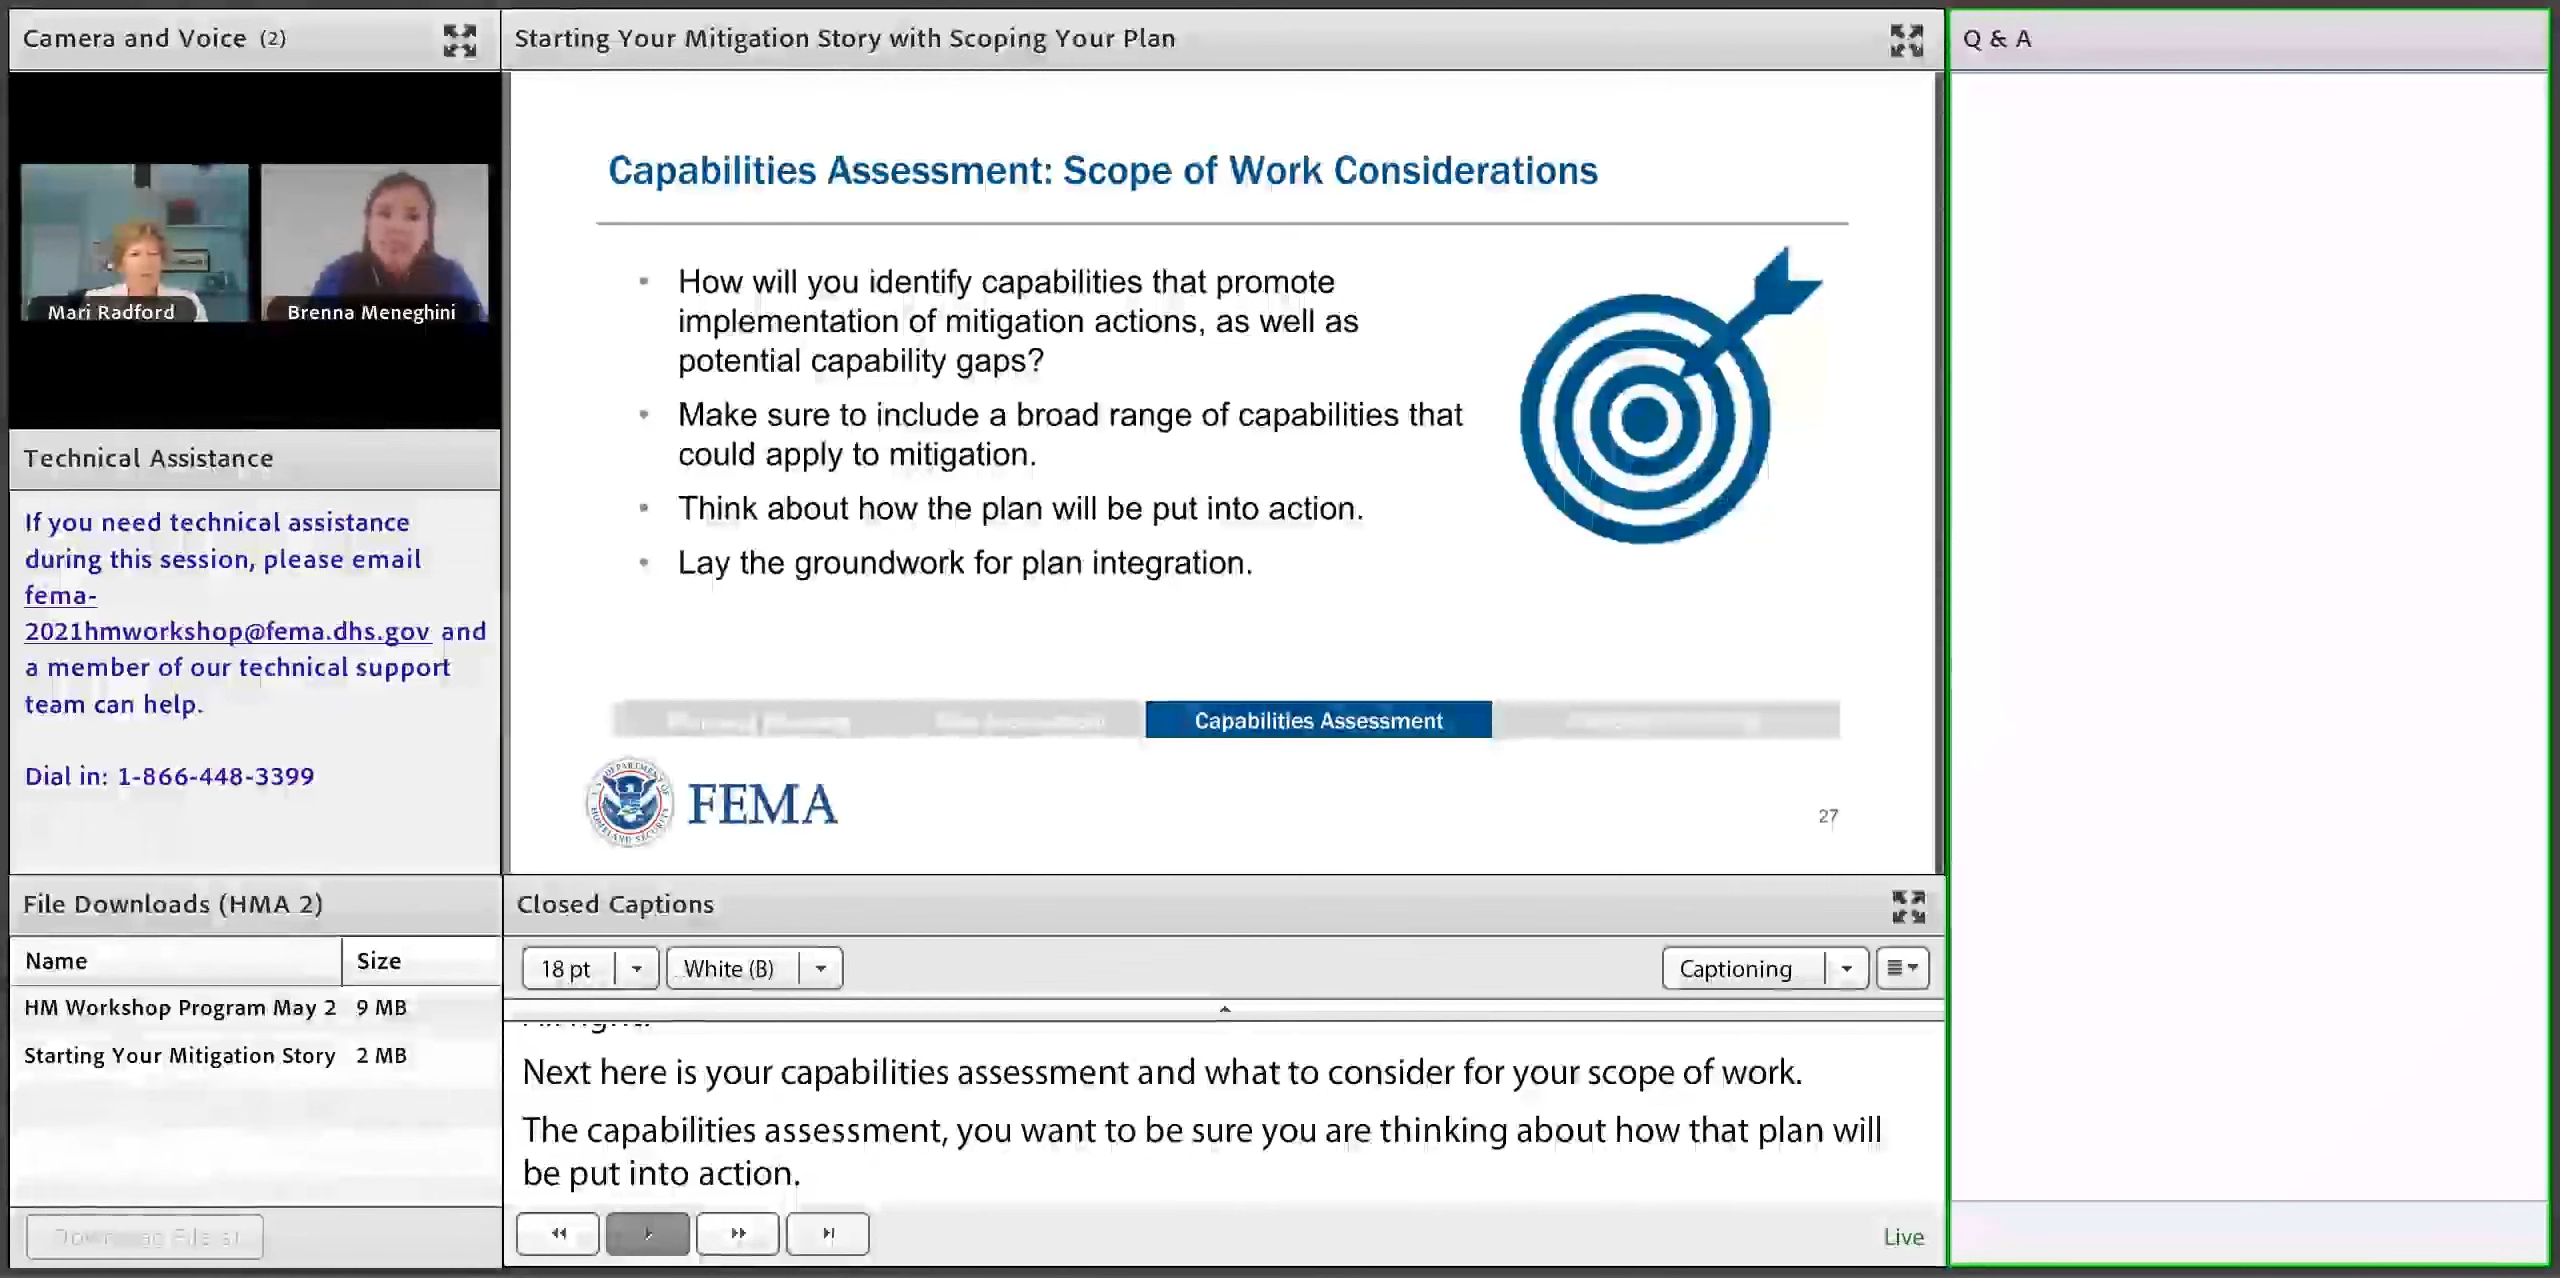 Camera and Voice (2)
Mari Radford
Brenna Meneghini
Technical Assistance
If you need technical assistance
during this session, please email
fema-
2021hmworkshop@fema.dhs.gov and
a member of our technical support
team can help.
Dial in: 1-866-448-3399
File Downloads (HMA 2)
Name Size
HM Workshop Program May 2 9 MB
Starting Your Mitigation Story 2 MB
Starting Your Mitigation Story with Scoping Your Plan
Capabilities Assessment: Scope of Work Considerations
• How will you identify capabilities that promote
implementation of mitigation actions, as well as
potential capability gaps?
• Make sure to include a broad range of capabilities that
could apply to mitigation.
• Think about how the plan will be put into action.
• Lay the groundwork for plan integration.
Capabilities Assessment
FEMA
27
Closed Captions
18 pt White (B) Captioning
Next here is your capabilities assessment and what to consider for your scope of work.
The capabilities assessment, you want to be sure you are thinking about how that plan will
be put into action.
Live
Q & A